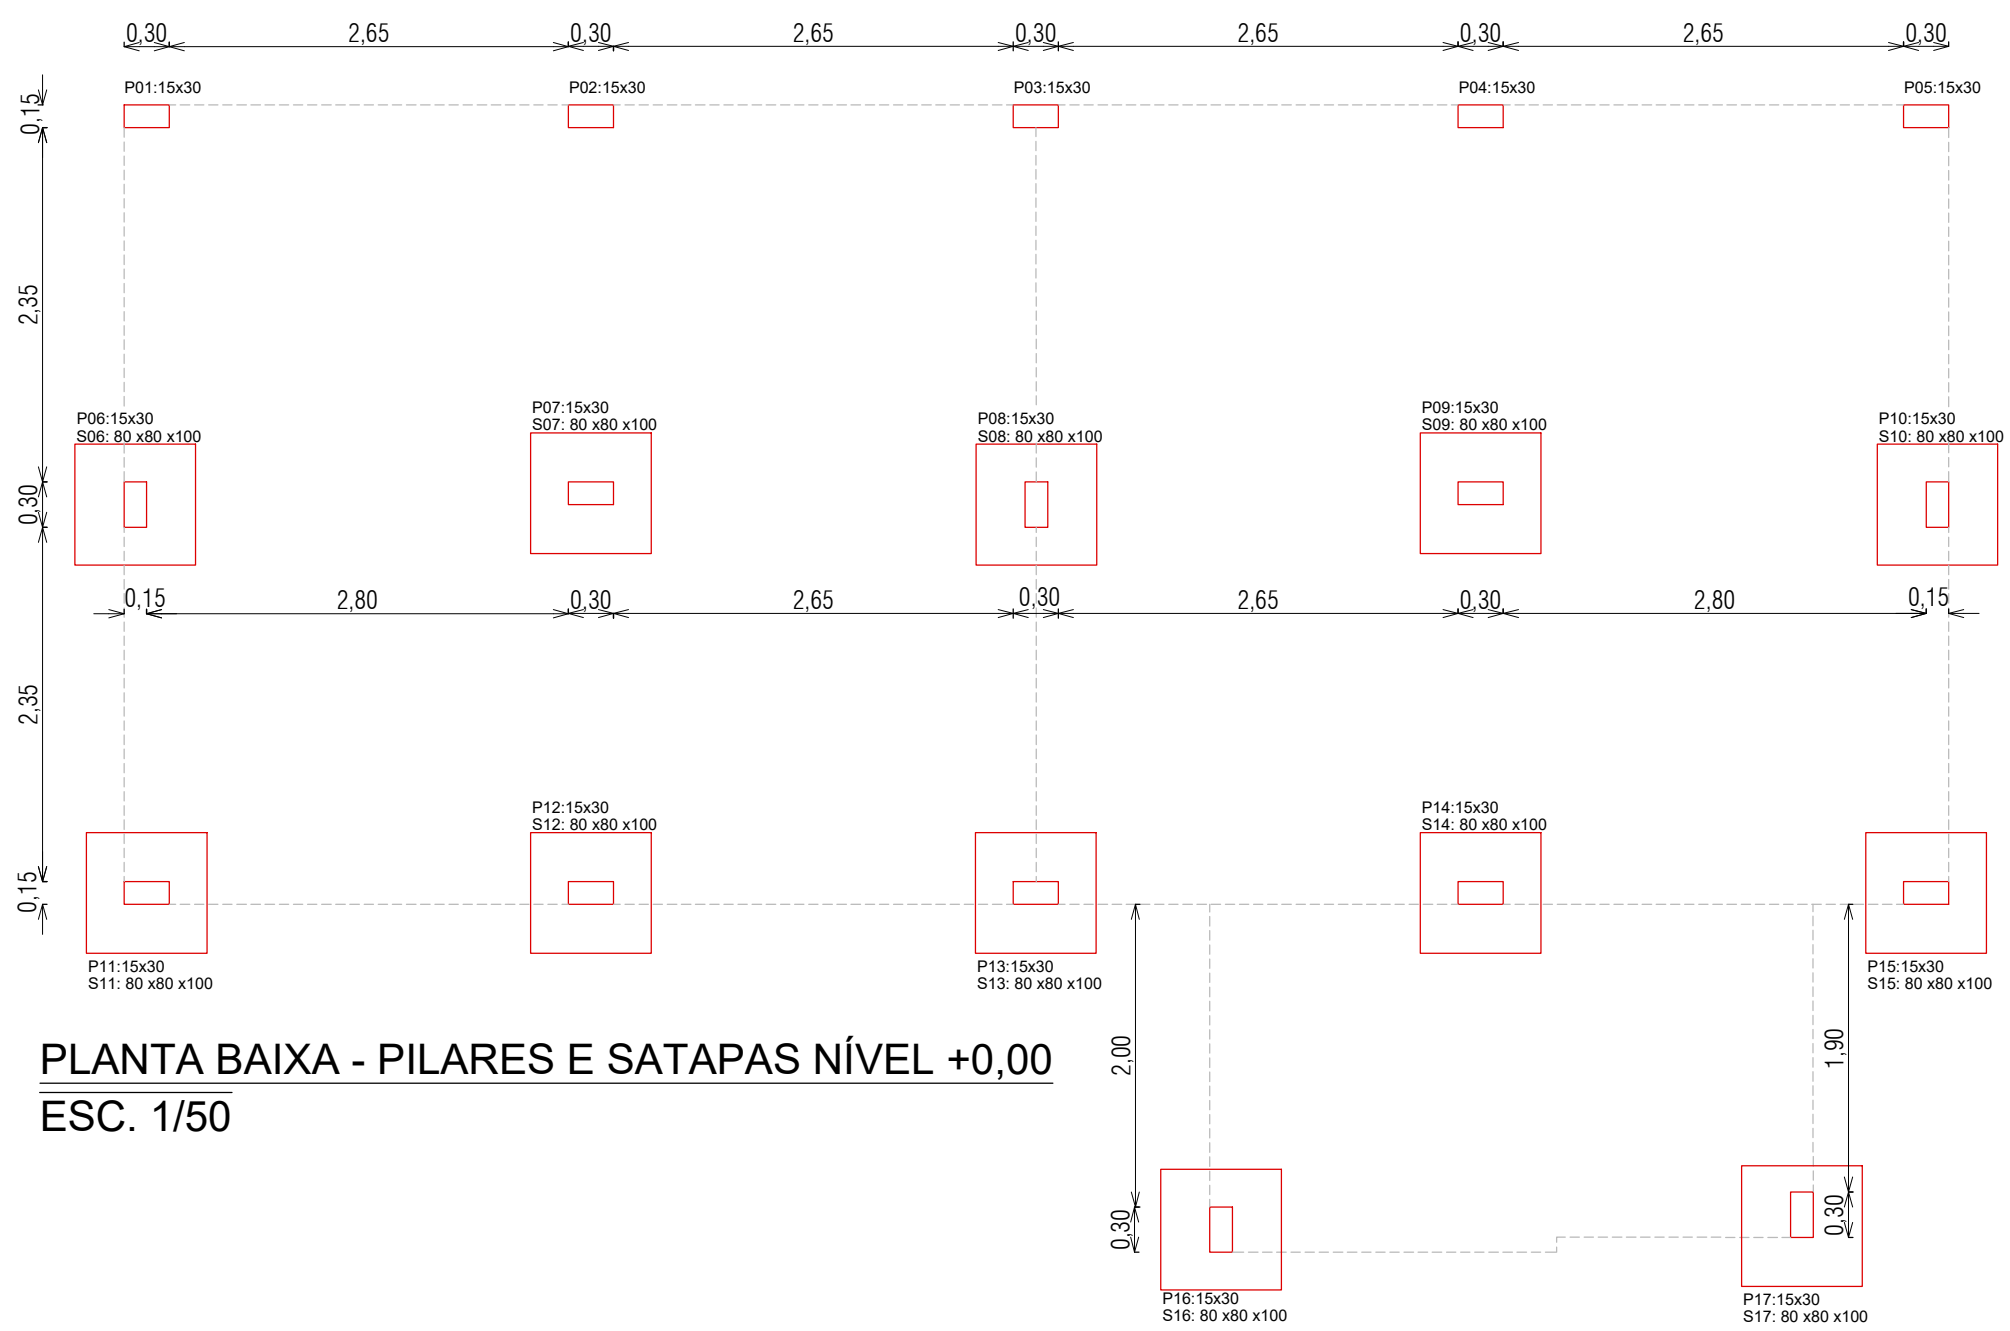 0,30 2,65 0,30 2,65 0,30 2,65 0,30 2,65 0,30
P01:15x30 P02:15x30 P03:15x30 P04:15x30 P05:15x30
0,15
2,35
P06:15x30
S06: 80 x80 x100
P07:15x30
S07: 80 x80 x100
P08:15x30
S08: 80 x80 x100
P09:15x30
S09: 80 x80 x100
P10:15x30
S10: 80 x80 x100
0,30
0,15 2,80 0,30 2,65 0,30 2,65 0,30 2,80 0,15
2,35
P12:15x30
S12: 80 x80 x100
P14:15x30
S14: 80 x80 x100
0,15
P11:15x30
S11: 80 x80 x100
P13:15x30
S13: 80 x80 x100
P15:15x30
S15: 80 x80 x100
PLANTA BAIXA - PILARES E SATAPAS NÍVEL +0,00
ESC. 1/50
2,00
1,90
0,30
0,30
P16:15x30
S16: 80 x80 x100
P17:15x30
S17: 80 x80 x100